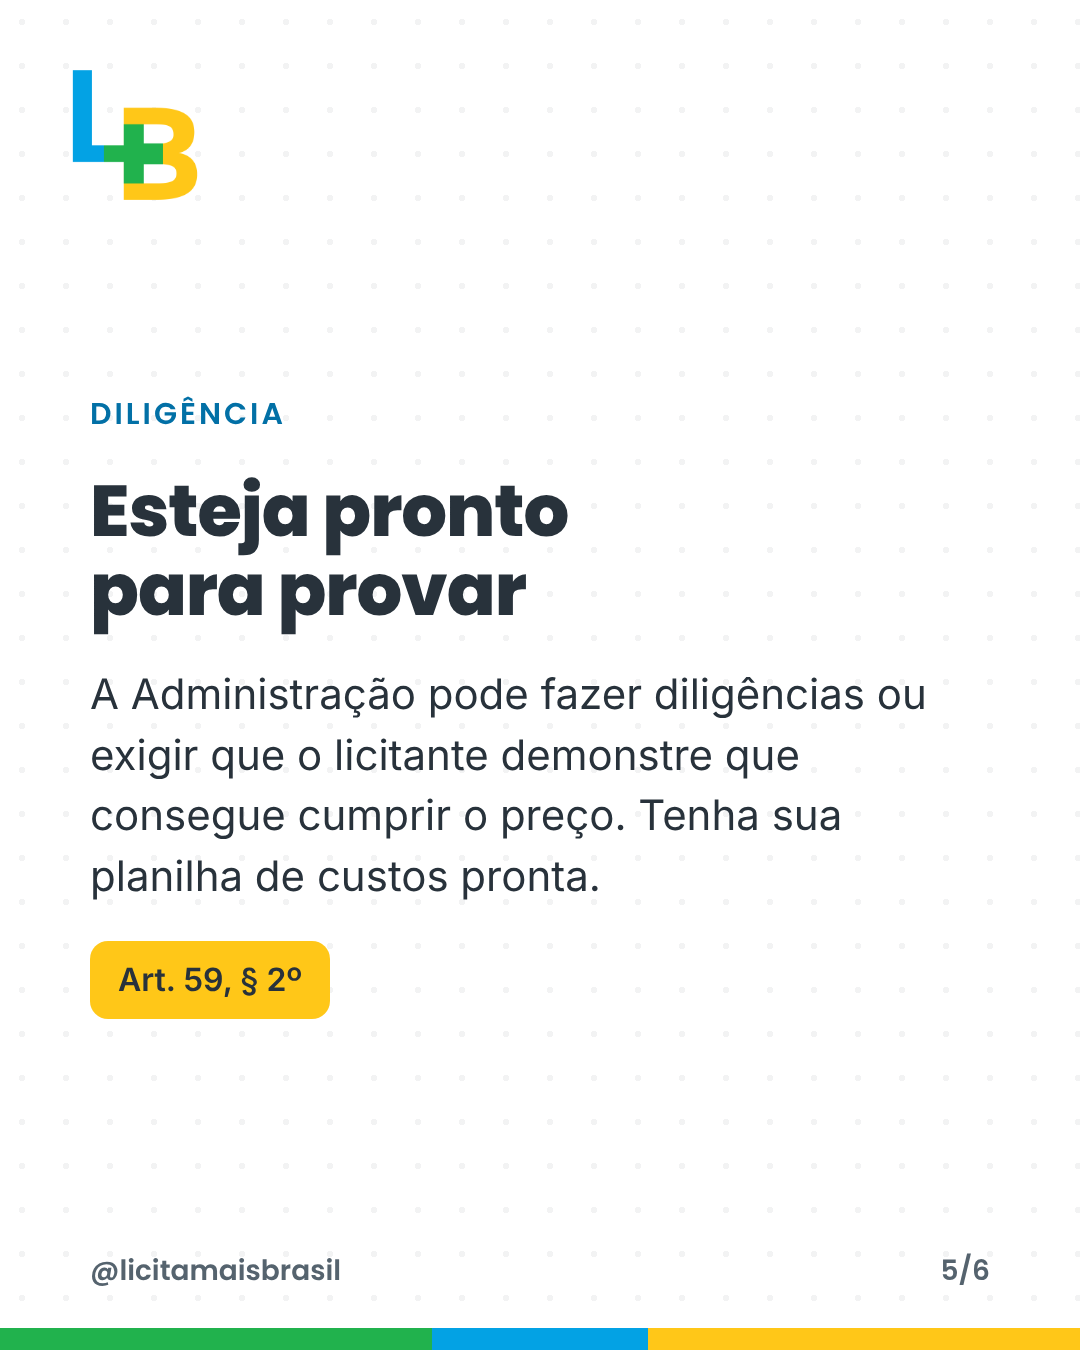 L+B
DILIGÊNCIA
Esteja pronto
para provar
A Administração pode fazer diligências ou
exigir que o licitante demonstre que
consegue cumprir o preço. Tenha sua
planilha de custos pronta.
Art. 59, § 2º
@licitamaisbrasil
5/6